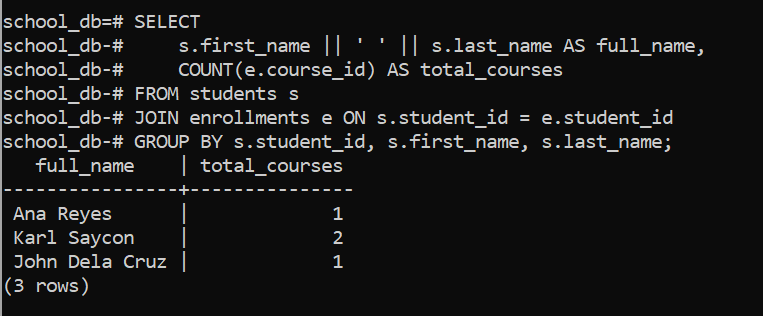 school_db=# SELECT
school_db-#     s.first_name || ' ' || s.last_name AS full_name,
school_db-#     COUNT(e.course_id) AS total_courses
school_db-# FROM students s
school_db-# JOIN enrollments e ON s.student_id = e.student_id
school_db-# GROUP BY s.student_id, s.first_name, s.last_name;
   full_name    | total_courses
----------------+---------------
 Ana Reyes      |             1
 Karl Saycon    |             2
 John Dela Cruz |             1
(3 rows)